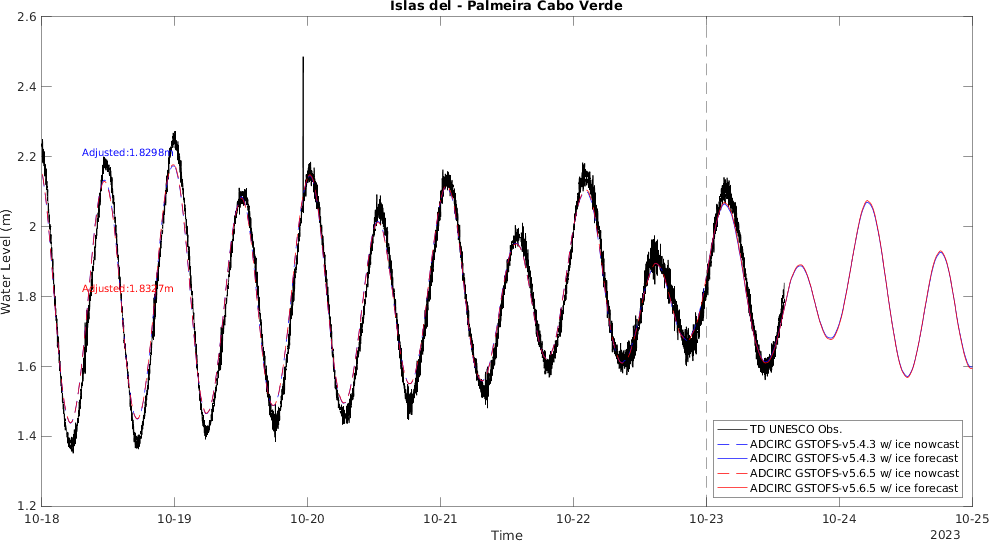 Islas del - Palmeira Cabo Verde
2.6
2.4
2.2
2
1.8
1.6
1.4
1.2
Water Level (m)
Adjusted:1.8298m
Adjusted:1.8327m
TD UNESCO Obs.
ADCIRC GSTOFS-v5.4.3 w/ ice nowcast
ADCIRC GSTOFS-v5.4.3 w/ ice forecast
ADCIRC GSTOFS-v5.6.5 w/ ice nowcast
ADCIRC GSTOFS-v5.6.5 w/ ice forecast
10-18 10-19 10-20 10-21 10-22 10-23 10-24 10-25
Time
2023